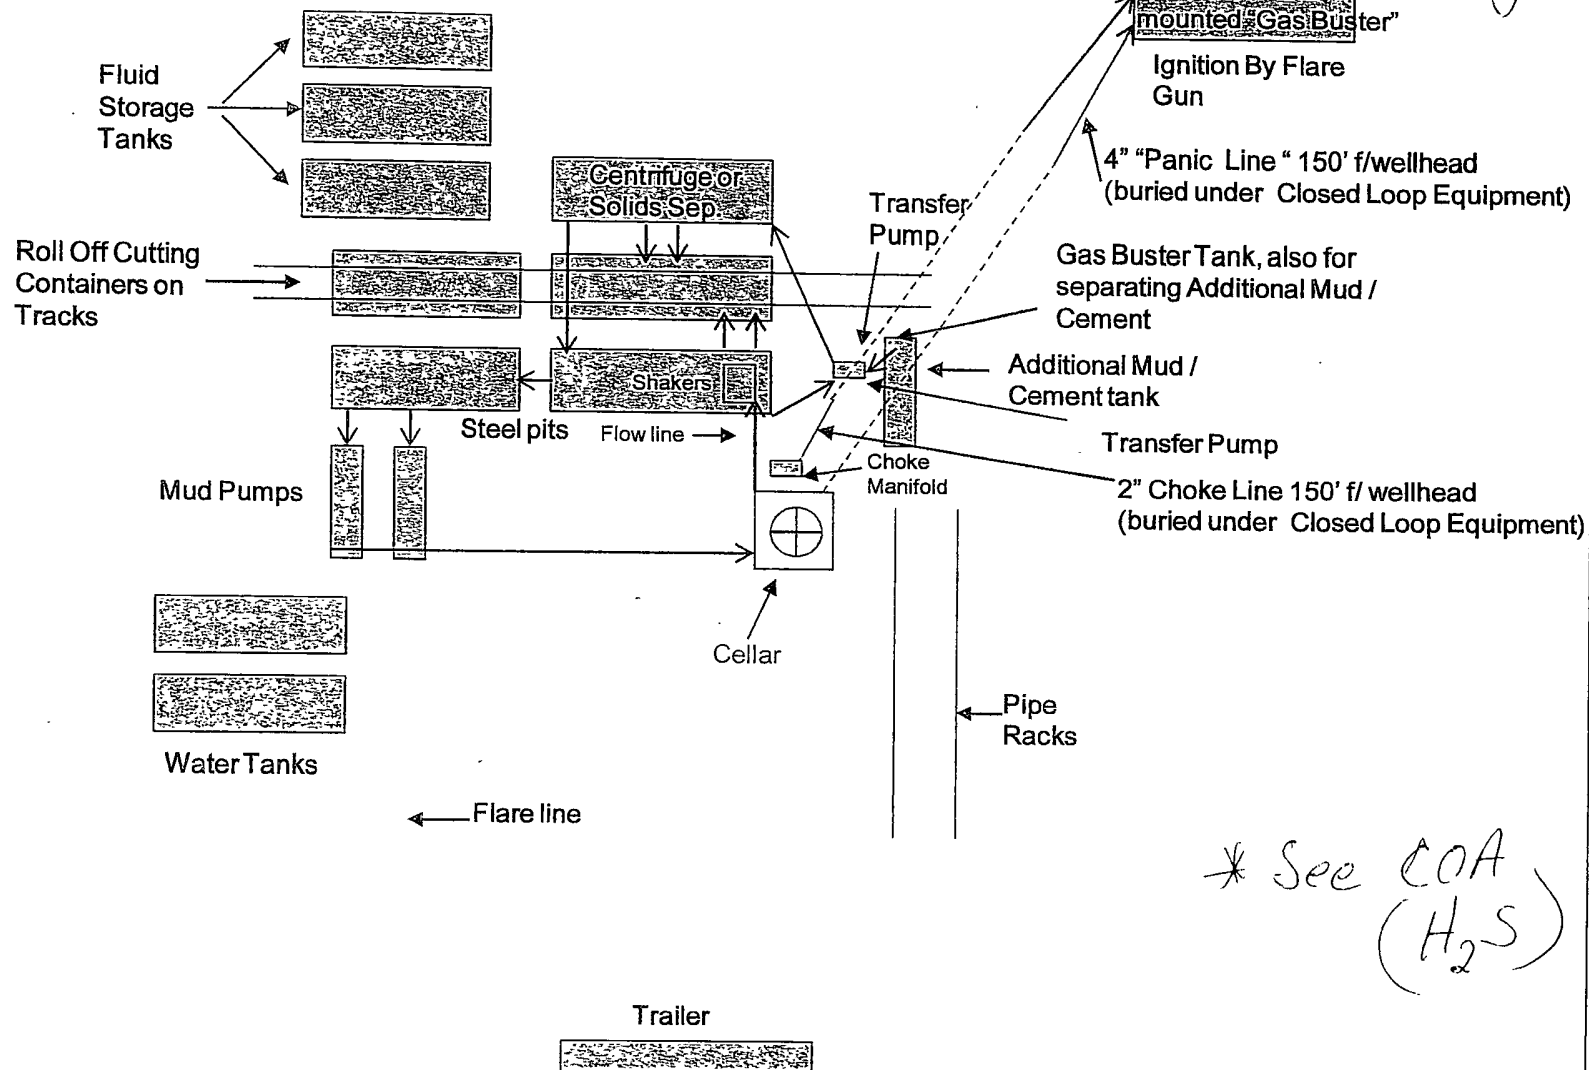 mounted "Gas Buster"
Ignition By Flare
Gun
Fluid
Storage
Tanks
4" "Panic Line " 150' f/wellhead
(buried under Closed Loop Equipment)
Centrifuge or
Solids Sep.
Transfer
Pump
Roll Off Cutting
Containers on
Tracks
Gas Buster Tank, also for
separating Additional Mud /
Cement
Additional Mud /
Cement tank
Shakers
Steel pits
Flow line
Transfer Pump
Choke
Manifold
Mud Pumps
2" Choke Line 150' f/ wellhead
(buried under Closed Loop Equipment)
Cellar
Pipe
Racks
Water Tanks
Flare line
* See COA
(H2S)
Trailer